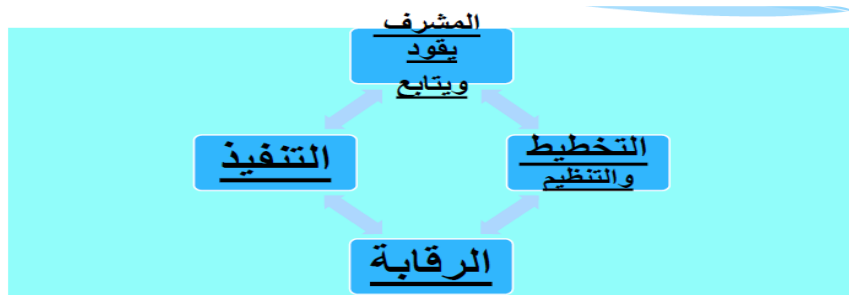 المشرف
يقود
ويتابع
التخطيط
والتنظيم
التنفيذ
الرقابة